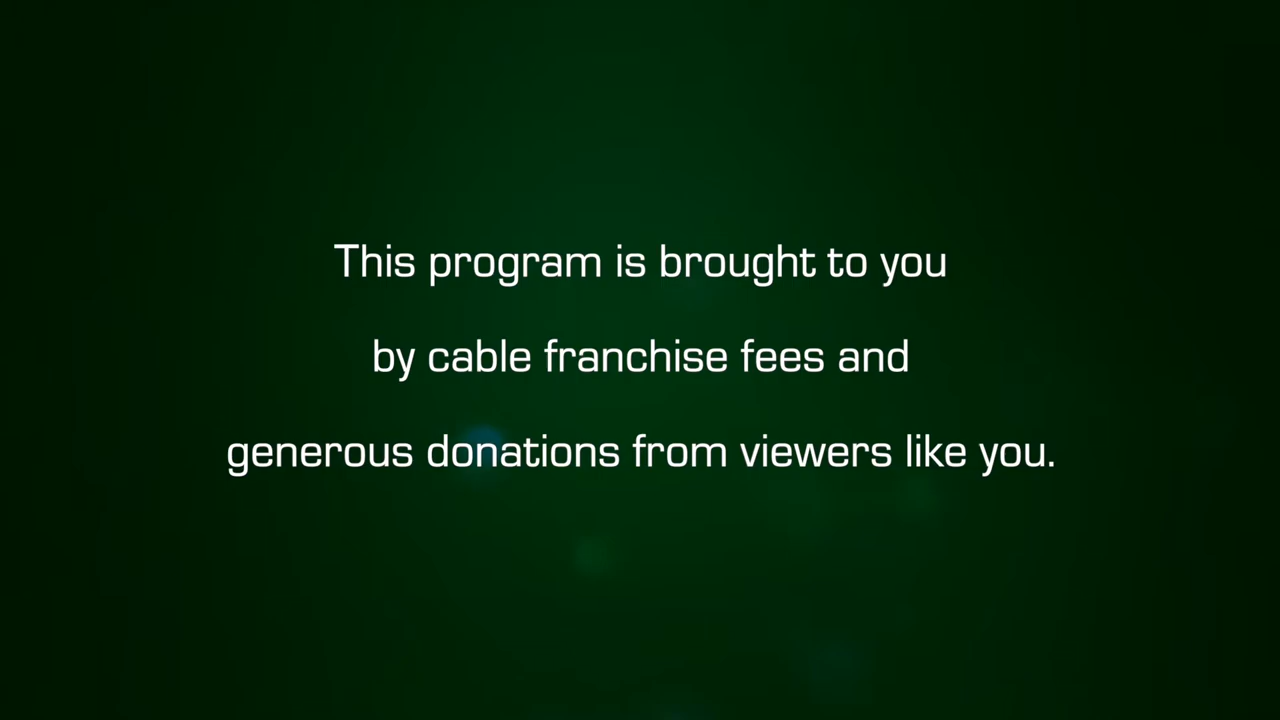 This program is brought to you
by cable franchise fees and
generous donations from viewers like you.